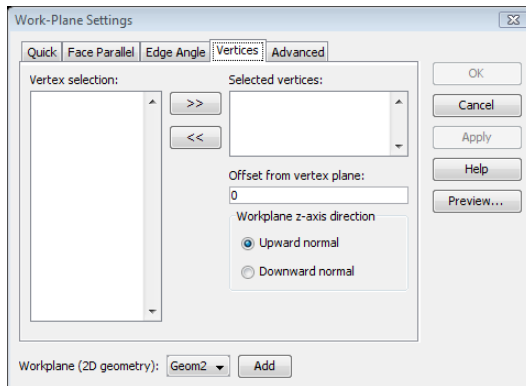 Work-Plane Settings
Quick Face Parallel Edge Angle Vertices Advanced
Vertex selection:
>>
<<
Selected vertices:
Offset from vertex plane:
0
Workplane z-axis direction
Upward normal
Downward normal
OK
Cancel
Apply
Help
Preview...
Workplane (2D geometry): Geom2 Add